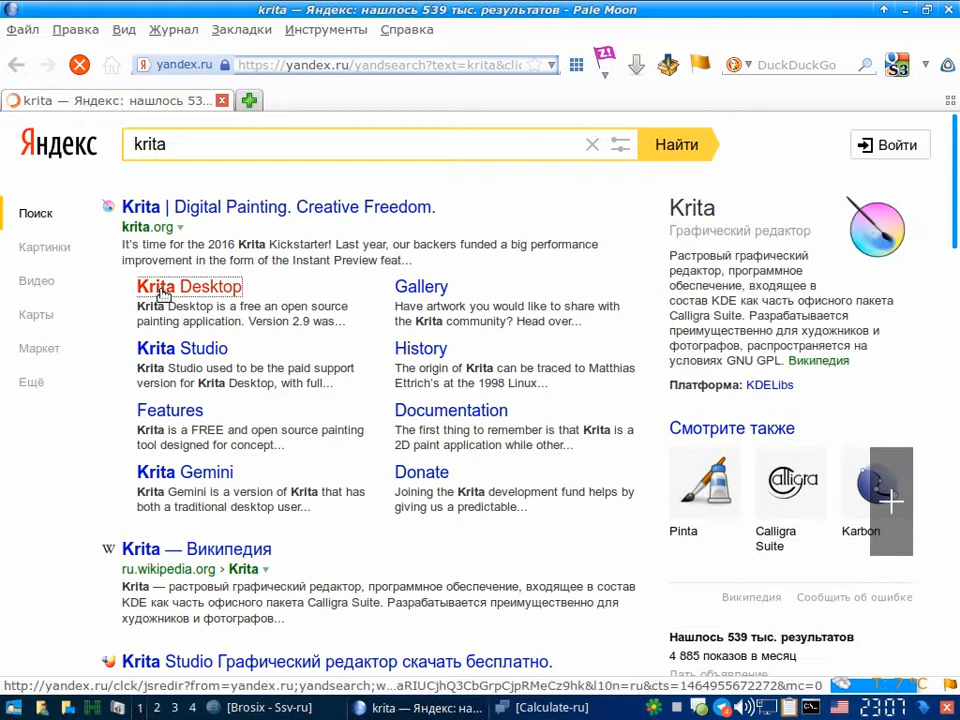 krita — Яндекс: нашлось 539 тыс. результатов - Pale Moon
Файл Правка Вид Журнал Закладки Инструменты Справка
yandex.ru https://yandex.ru/yandsearch?text=krita&clic DuckDuckGo S3
krita — Яндекс: нашлось 53...
Яндекс krita Найти Войти
Поиск
Картинки
Видео
Карты
Маркет
Ещё
Krita | Digital Painting. Creative Freedom.
krita.org
It's time for the 2016 Krita Kickstarter! Last year, our backers funded a big performance
improvement in the form of the Instant Preview feat...
Krita Desktop
Krita Desktop is a free an open source
painting application. Version 2.9 was...
Gallery
Have artwork you would like to share with
the Krita community? Head over...
Krita Studio
Krita Studio used to be the paid support
version for Krita Desktop, with full...
History
The origin of Krita can be traced to Matthias
Ettrich's at the 1998 Linux...
Features
Krita is a FREE and open source painting
tool designed for concept...
Documentation
The first thing to remember is that Krita is a
2D paint application while other...
Krita Gemini
Krita Gemini is a version of Krita that has
both a traditional desktop user...
Donate
Joining the Krita development fund helps by
giving us a predictable...
W Krita — Википедия
ru.wikipedia.org › Krita
Krita — растровый графический редактор, программное обеспечение, входящее в состав
KDE как часть офисного пакета Calligra Suite. Разрабатывается преимущественно для
художников и фотографов...
Krita Studio Графический редактор скачать бесплатно.
Krita
Графический редактор
Растровый графический
редактор, программное
обеспечение, входящее в
состав KDE как часть офисного пакета
Calligra Suite. Разрабатывается
преимущественно для художников и
фотографов, распространяется на
условиях GNU GPL. Википедия
Платформа: KDELibs
Смотрите также
Calligra
Pinta
Calligra
Suite
Karbon
Википедия Сообщить об ошибке
Нашлось 539 тыс. результатов
4 885 показов в месяц
Дать объявление
http://yandex.ru/clck/jsredir?from=yandex.ru;yandsearch;w...aRIUCjhQ3CbGrpCjpRMeCz9hk&l10n=ru&cts=1464955672272&mc=0
T: 7 °C
1 2 3 4 [Brosix - Ssv-ru] krita — Яндекс: на... [Calculate-ru] 23:07